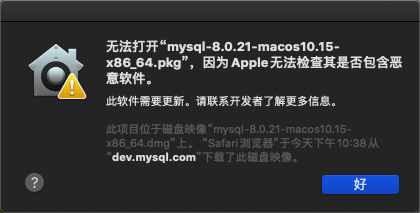 无法打开“mysql-8.0.21-macos10.15-
x86_64.pkg”，因为 Apple 无法检查其是否包含恶
意软件。
此软件需要更新。请联系开发者了解更多信息。
此项目位于磁盘映像“mysql-8.0.21-macos10.15-
x86_64.dmg”上。 “Safari 浏览器”于今天下午10:38从
“dev.mysql.com”下载了此磁盘映像。
?
好